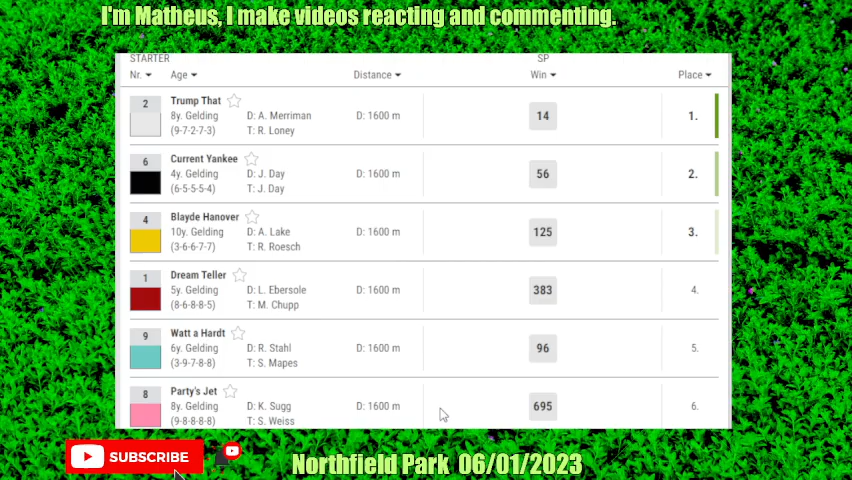 I'm Matheus, I make videos reacting and commenting.
STARTER SP
Nr. Age Distance Win Place
2 Trump That
8y. Gelding D: A. Merriman D: 1600 m 14 1.
(9-7-2-7-3) T: R. Loney
6 Current Yankee
4y. Gelding D: J. Day D: 1600 m 56 2.
(6-5-5-5-4) T: J. Day
4 Blayde Hanover
10y. Gelding D: A. Lake D: 1600 m 125 3.
(3-6-6-7-7) T: R. Roesch
1 Dream Teller
5y. Gelding D: L. Ebersole D: 1600 m 383 4.
(8-6-8-8-5) T: M. Chupp
9 Watt a Hardt
6y. Gelding D: R. Stahl D: 1600 m 96 5.
(3-9-7-8-8) T: S. Mapes
8 Party's Jet
8y. Gelding D: K. Sugg D: 1600 m 695 6.
(9-8-8-8-8) T: S. Weiss
SUBSCRIBE
Northfield Park 06/01/2023